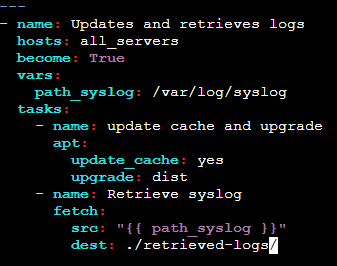 ---
- name: Updates and retrieves logs
  hosts: all_servers
  become: True
  vars:
    path_syslog: /var/log/syslog
  tasks:
    - name: update cache and upgrade
      apt:
        update_cache: yes
        upgrade: dist
    - name: Retrieve syslog
      fetch:
        src: "{{ path_syslog }}"
        dest: ./retrieved-logs/